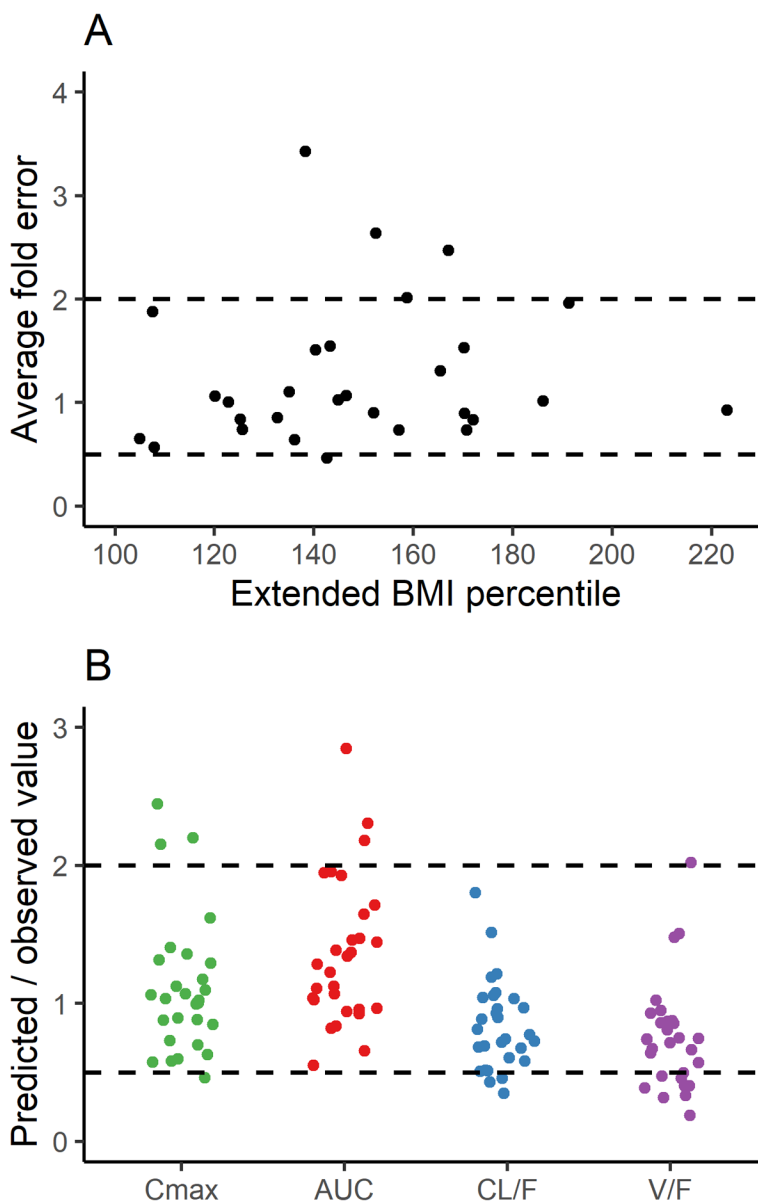 A
Average fold error
4
3
2
1
0
100 120 140 160 180 200 220
Extended BMI percentile
B
Predicted / observed value
3
2
1
0
Cmax AUC CL/F V/F